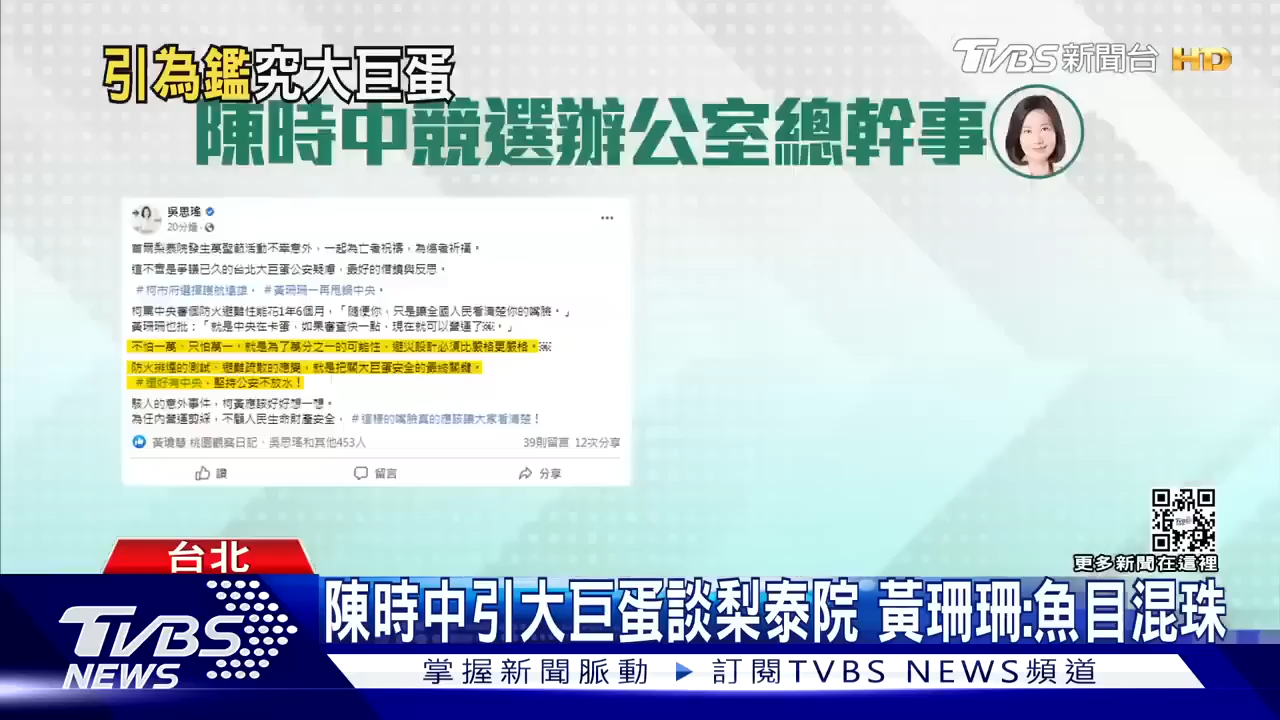 引為鑑究大巨蛋
TVBS新聞台 HD
陳時中競選辦公室總幹事
吳思瑤
20分鐘
首爾梨泰院發生萬聖節活動不幸意外，一起為亡者祝禱，為傷者祈福。
這不啻是爭議已久的台北大巨蛋公安疑慮，最好的借鏡與反思。
#柯市府選擇護航遠雄，#黃珊珊一再甩鍋中央。
柯罵中央審個防火避難性能花1年6個月，「隨便你，只是讓全國人民看清楚你的嘴臉。」
黃珊珊也批：「就是中央在卡蛋，如果審查快一點，現在就可以營運了。」
不怕一萬、只怕萬一，就是為了萬分之一的可能性、避災設計必須比嚴格更嚴格。
防火排煙的測試、避難疏散的應變，就是把關大巨蛋安全的最終關鍵。
#還好有中央、堅持公安不放水！
駭人的意外事件，柯黃應該好好想一想。
為任內營運剪綵，不顧人民生命財產安全，#這樣的嘴臉真的應該讓大家看清楚！
黃瓊慧 桃園觀察日記、吳思瑤和其他453人 39則留言 12次分享
讚 留言 分享
更多新聞在這裡
台北
陳時中引大巨蛋談梨泰院 黃珊珊:魚目混珠
TVBS NEWS
掌握新聞脈動 訂閱TVBS NEWS頻道